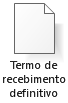 Termo de
recebimento
definitivo